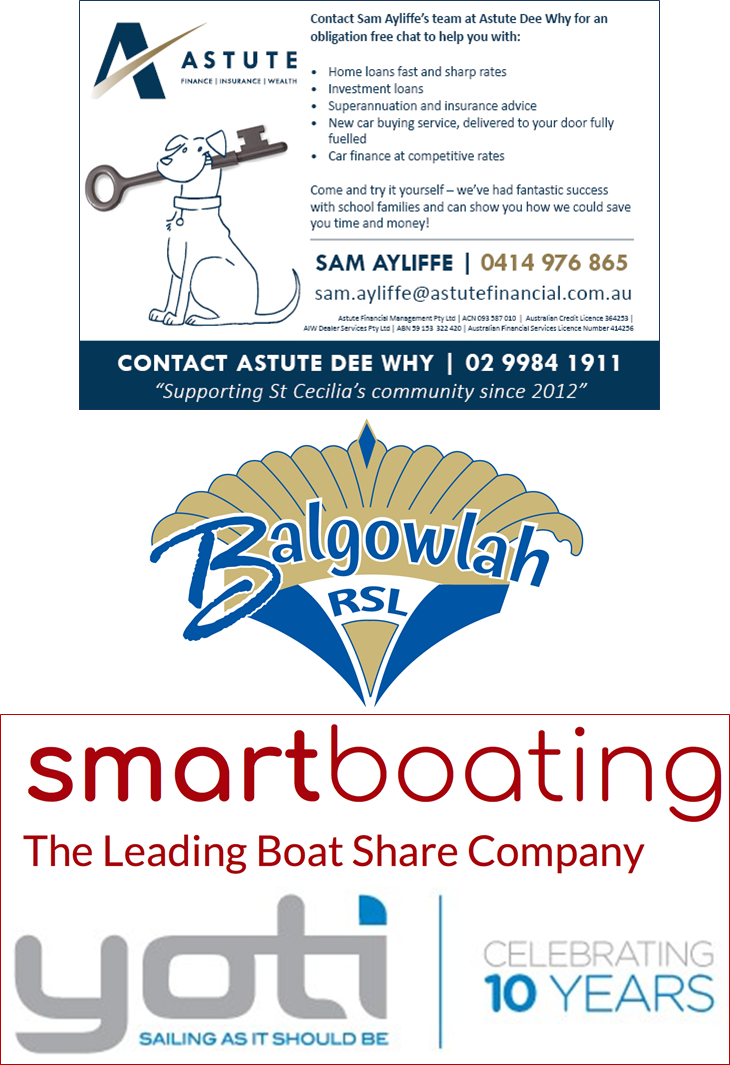 ASTUTE
FINANCE | INSURANCE | WEALTH
Contact Sam Ayliffe's team at Astute Dee Why for an
obligation free chat to help you with:
• Home loans fast and sharp rates
• Investment loans
• Superannuation and insurance advice
• New car buying service, delivered to your door fully
fuelled
• Car finance at competitive rates
Come and try it yourself – we've had fantastic success
with school families and can show you how we could save
you time and money!
SAM AYLIFFE | 0414 976 865
sam.ayliffe@astutefinancial.com.au
Astute Financial Management Pty Ltd | ACN 093 587 010 | Australian Credit Licence 364253 |
AIW Dealer Services Pty Ltd | ABN 59 153 322 420 | Australian Financial Services Licence Number 414256
CONTACT ASTUTE DEE WHY | 02 9984 1911
“Supporting St Cecilia's community since 2012”
Balgowlah
RSL
smartboating
The Leading Boat Share Company
yoti
SAILING AS IT SHOULD BE
CELEBRATING
10 YEARS